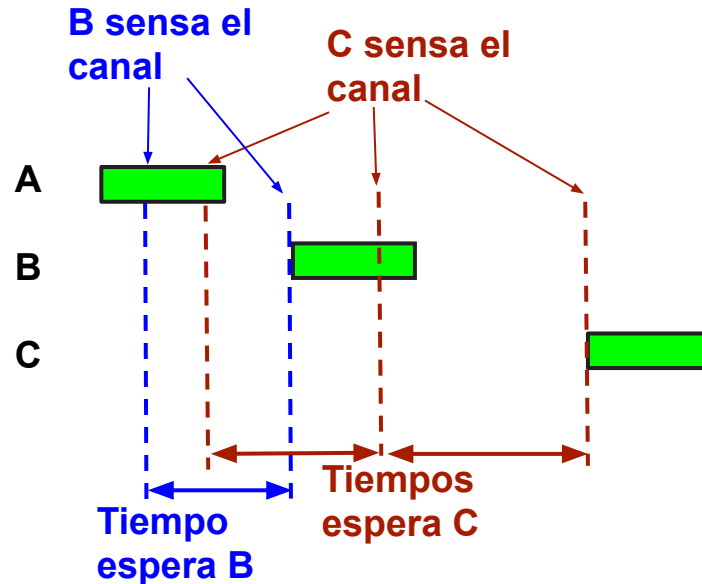 B sensa el
canal
C sensa el
canal
A
B
C
Tiempo
espera B
Tiempos
espera C